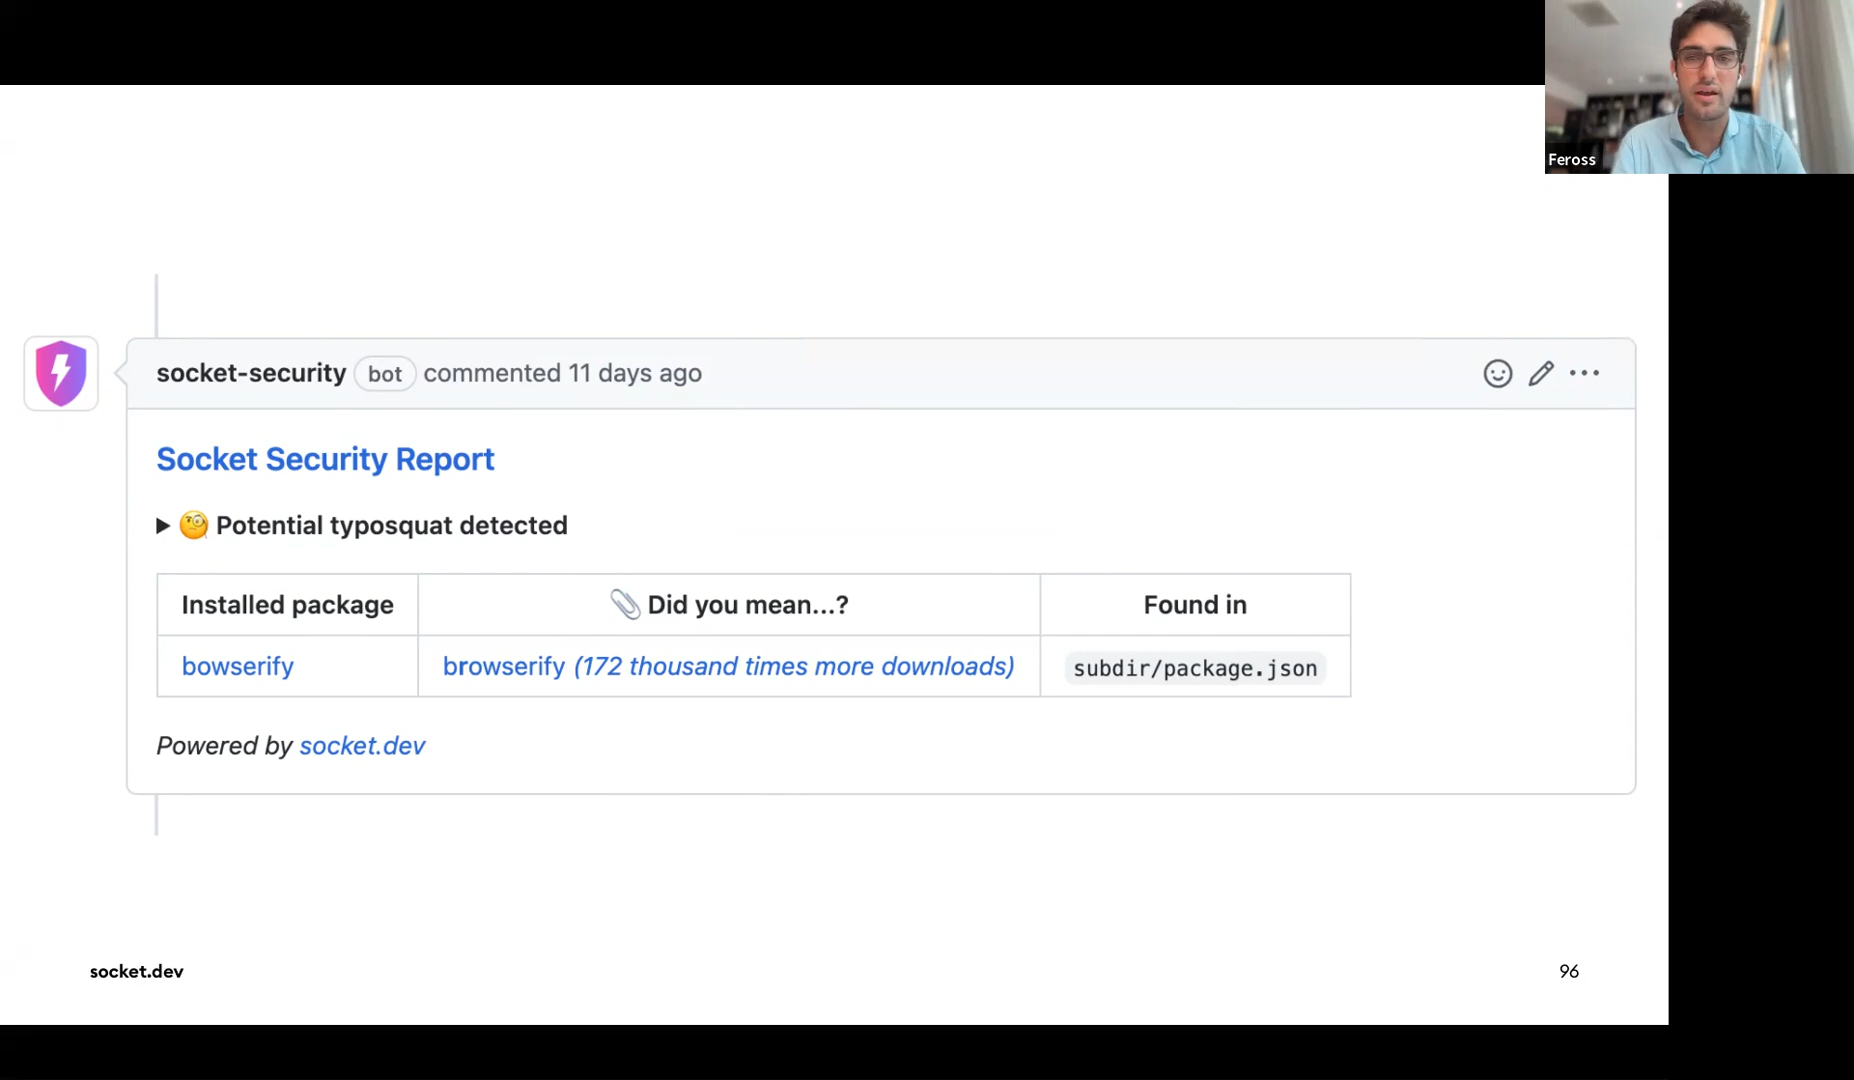 Feross
socket-security bot commented 11 days ago
Socket Security Report
Potential typosquat detected
Installed package Did you mean...? Found in
bowserify browserify (172 thousand times more downloads) subdir/package.json
Powered by socket.dev
socket.dev 96